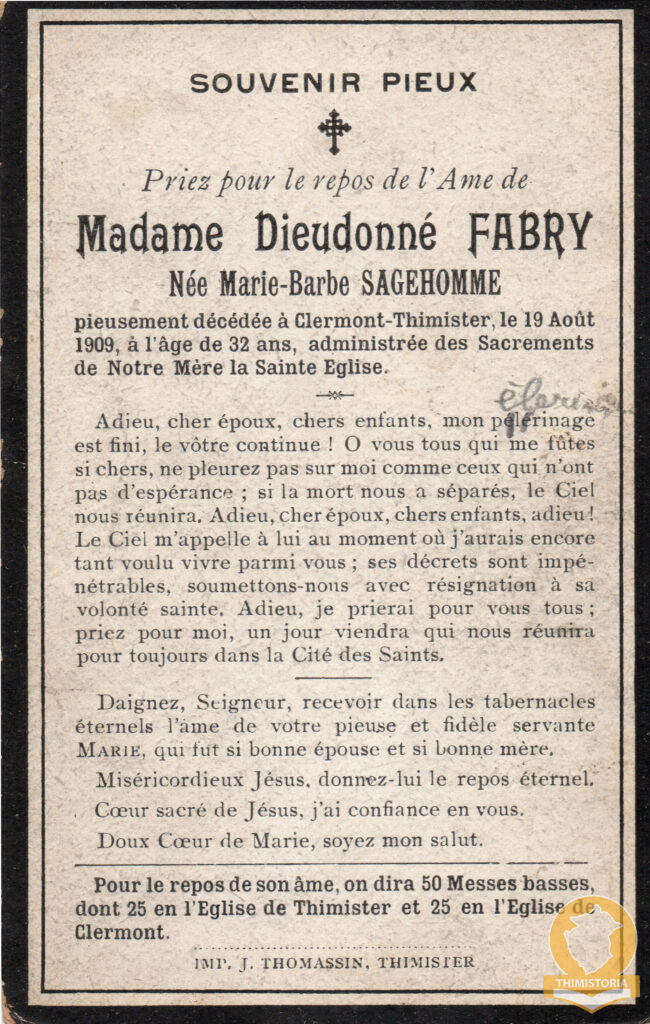 SOUVENIR PIEUX
Priez pour le repos de l'Ame de
Madame Dieudonné FABRY
Née Marie-Barbe SAGEHOMME
pieusement décédée à Clermont-Thimister, le 19 Août
1909, à l'âge de 32 ans, administrée des Sacrements
de Notre Mère la Sainte Eglise.
Adieu, cher époux, chers enfants, mon pélerinage
est fini, le vôtre continue ! O vous tous qui me fûtes
si chers, ne pleurez pas sur moi comme ceux qui n'ont
pas d'espérance ; si la mort nous a séparés, le Ciel
nous réunira. Adieu, cher époux, chers enfants, adieu!
Le Ciel m'appelle à lui au moment où j'aurais encore
tant voulu vivre parmi vous ; ses décrets sont impé-
nétrables, soumettons-nous avec résignation à sa
volonté sainte. Adieu, je prierai pour vous tous ;
priez pour moi, un jour viendra qui nous réunira
pour toujours dans la Cité des Saints.
Daignez, Seigneur, recevoir dans les tabernacles
éternels l'âme de votre pieuse et fidèle servante
MARIE, qui fut si bonne épouse et si bonne mère.
Miséricordieux Jésus, donnez-lui le repos éternel.
Cœur sacré de Jésus, j'ai confiance en vous.
Doux Cœur de Marie, soyez mon salut.
Pour le repos de son âme, on dira 50 Messes basses,
dont 25 en l'Eglise de Thimister et 25 en l'Eglise de
Clermont.
IMP. J. THOMASSIN, THIMISTER
THIMISTORIA